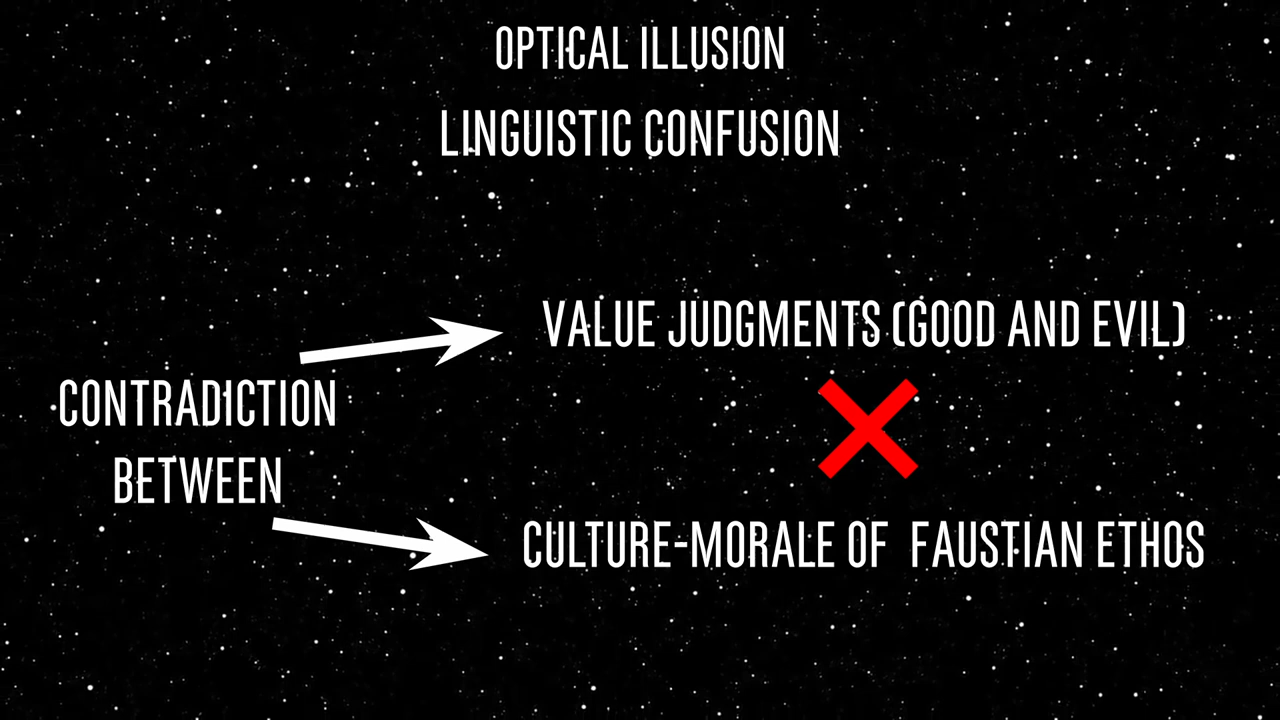 OPTICAL ILLUSION
LINGUISTIC CONFUSION
VALUE JUDGMENTS (GOOD AND EVIL)
CONTRADICTION
BETWEEN
CULTURE-MORALE OF FAUSTIAN ETHOS